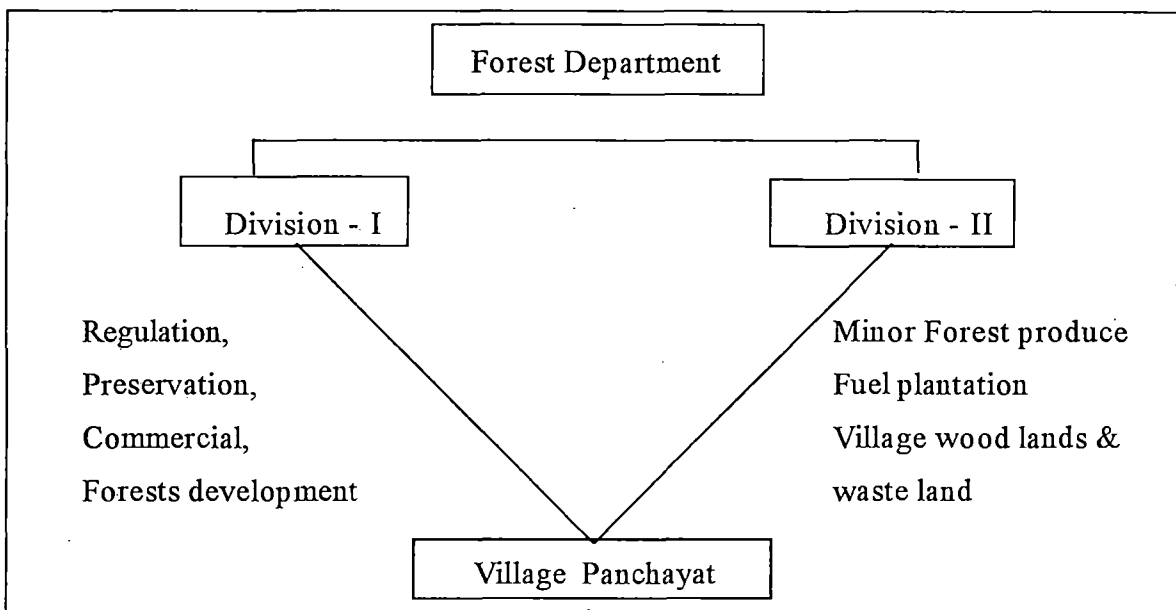 Forest Department
Division - I
Division - II
Regulation,
Preservation,
Commercial,
Forests development
Minor Forest produce
Fuel plantation
Village wood lands &
waste land
Village Panchayat